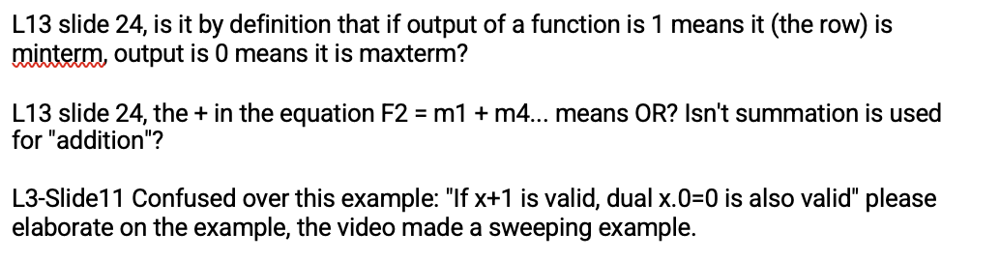 L13 slide 24, is it by definition that if output of a function is 1 means it (the row) is
minterm, output is 0 means it is maxterm?
L13 slide 24, the + in the equation F2 = m1 + m4... means OR? Isn't summation is used
for "addition"?
L3-Slide11 Confused over this example: "If x+1 is valid, dual x.0=0 is also valid" please
elaborate on the example, the video made a sweeping example.